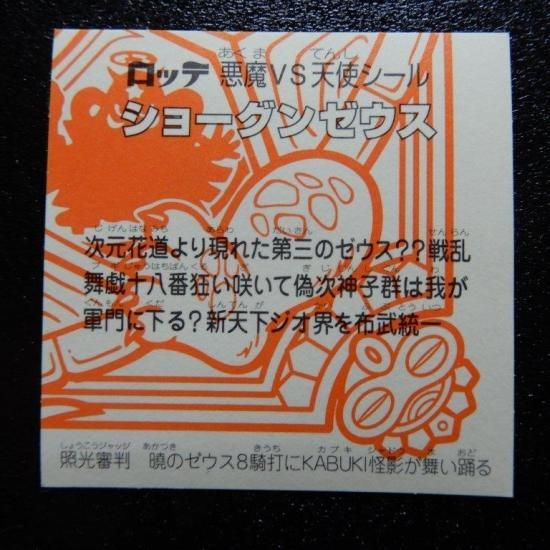 ロッテ 悪魔VS天使シール
ショーグンゼウス
次元花道より現れた第三のゼウス??戦乱
舞戯十八番狂い咲いて偽次神子群は我が
軍門に下る?新天下ジオ界を布武統一
照光審判 暁のゼウス8騎打にKABUKI怪影が舞い踊る